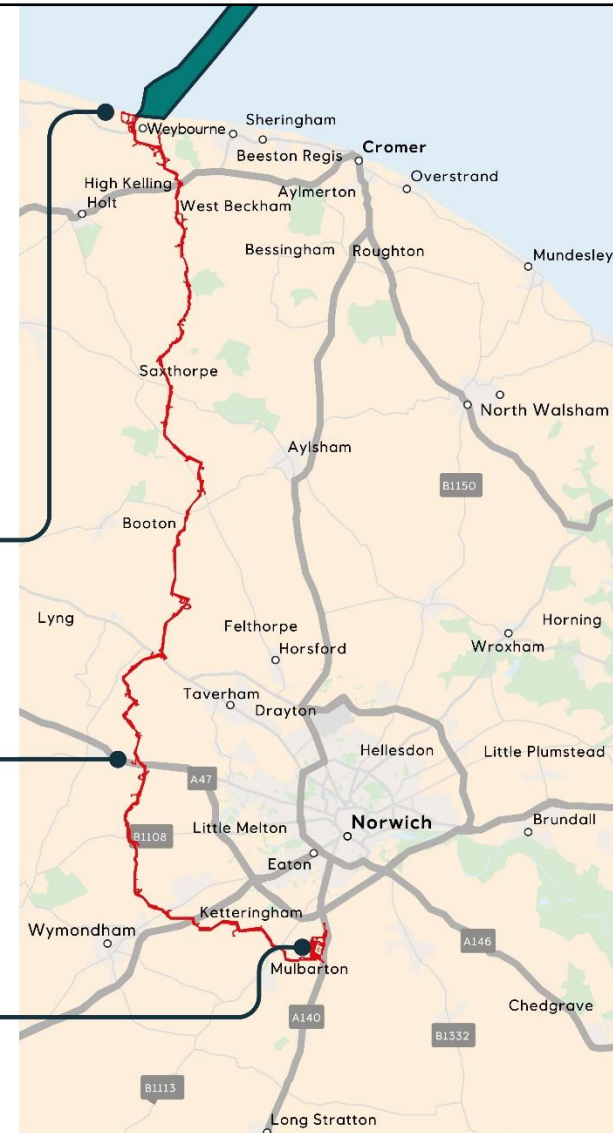 Sheringham
Weybourne
Beeston Regis
Cromer
Overstrand
High Kelling
Aylmerton
Holt
West Beckham
Bessingham
Roughton
Mundesley
Saxthorpe
North Walsham
Aylsham
B1150
Booton
Lyng
Felthorpe
Horning
Horsford
Wroxham
Taverham
Drayton
Hellesdon
Little Plumstead
A47
Little Melton
Norwich
Brundall
B1108
Eaton
Ketteringham
Wymondham
A146
Mulbarton
Chedgrave
A140
B1332
B1113
Long Stratton